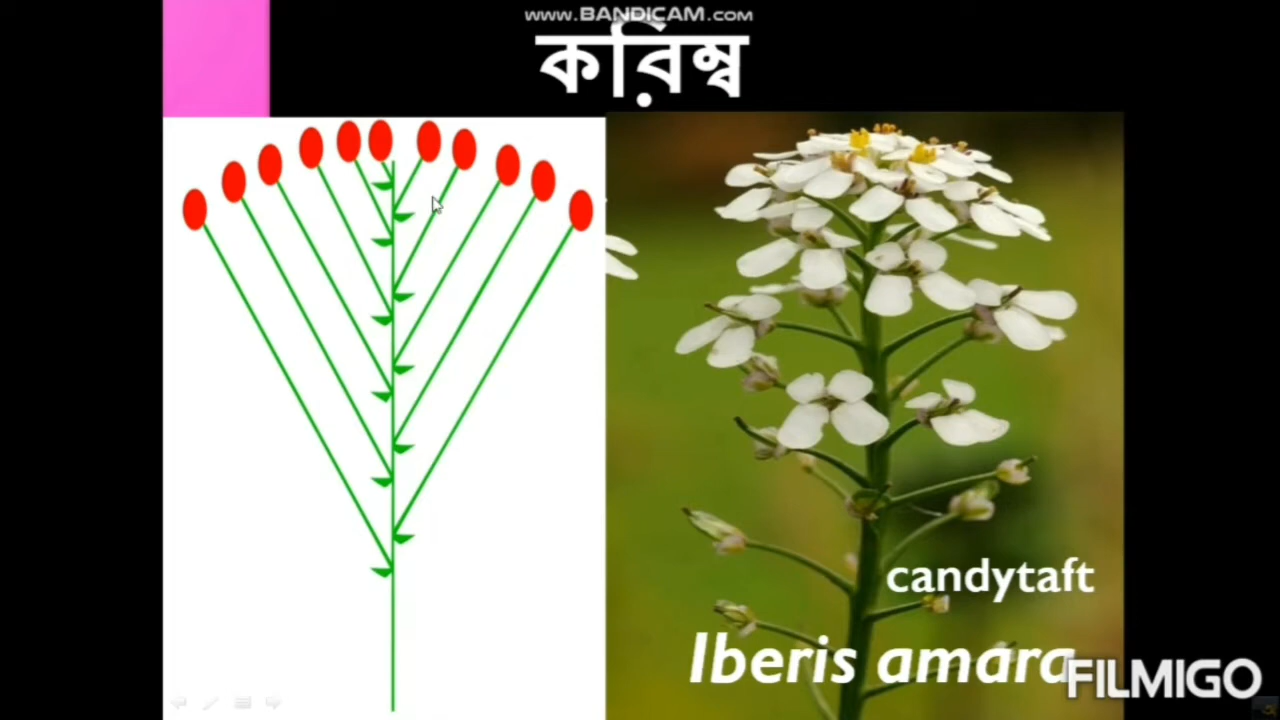 www.BANDICAM.com
করিম্ব
candytaft
Iberis amara
FILMIGO